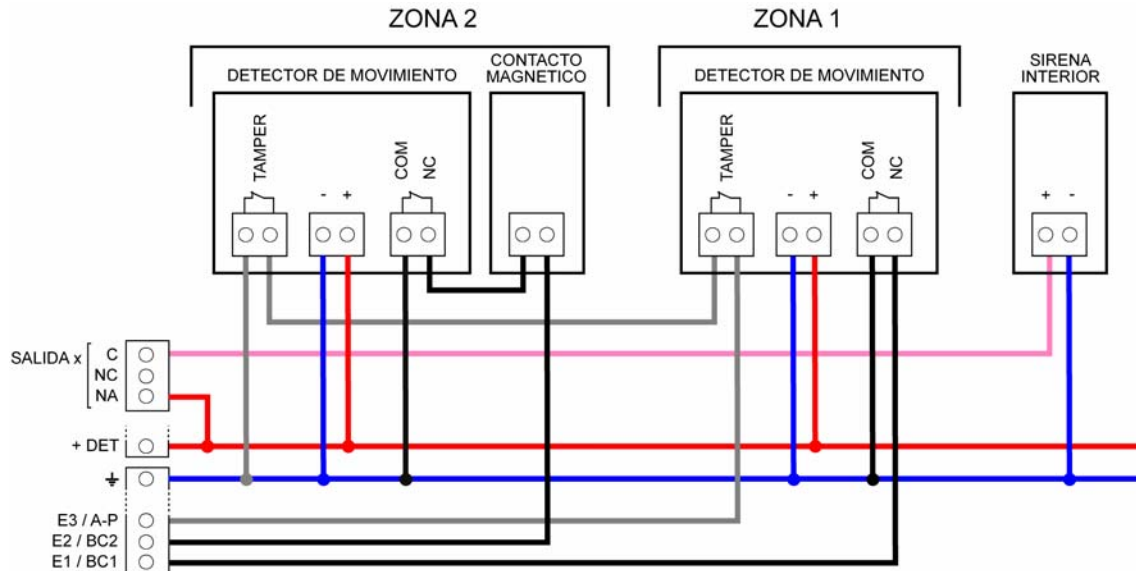 ZONA 2
ZONA 1
DETECTOR DE MOVIMIENTO
CONTACTO
MAGNETICO
DETECTOR DE MOVIMIENTO
SIRENA
INTERIOR
TAMPER
- +
COM
NC
TAMPER
- +
COM
NC
+ -
SALIDA x
C
NC
NA
+ DET
E3 / A-P
E2 / BC2
E1 / BC1